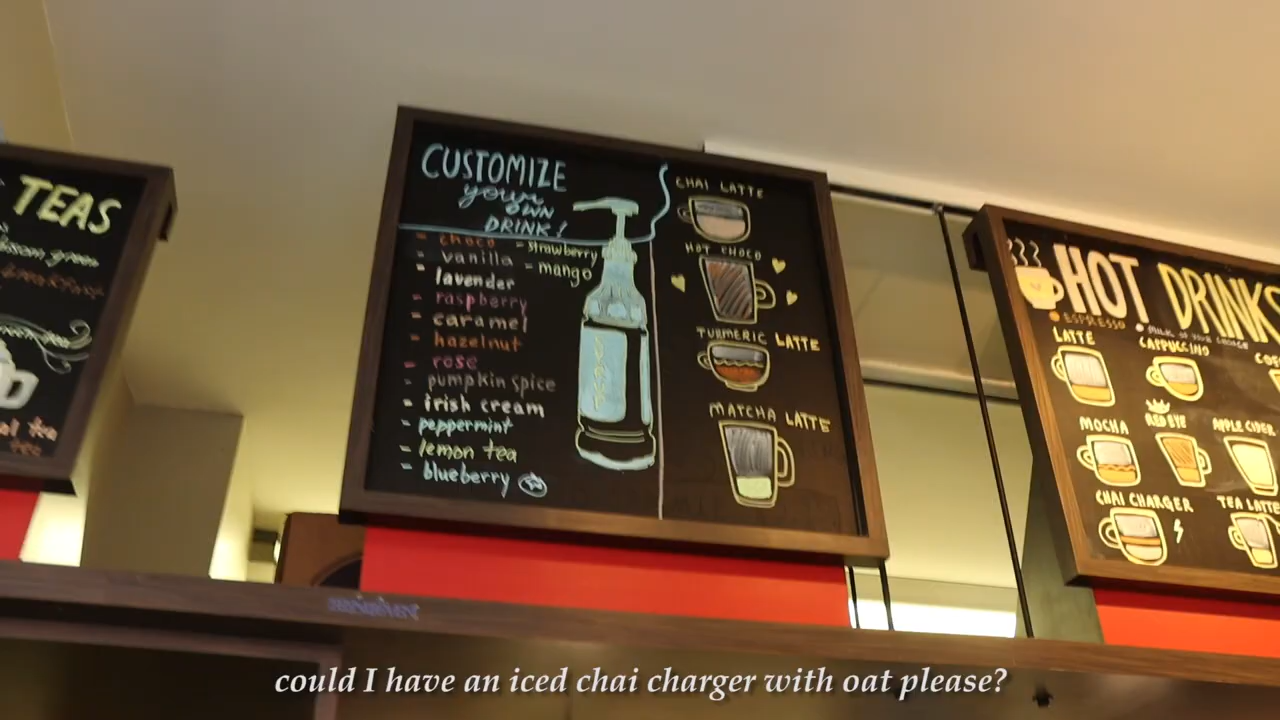 TEAS
green
CUSTOMIZE
your
OWN
DRINK!
- choco
- vanilla
- lavender
- raspberry
- caramel
- hazelnut
- rose
- pumpkin spice
- irish cream
- peppermint
- lemon tea
- blueberry
- strawberry
- mango
CHAI LATTE
HOT CHOCO
TURMERIC LATTE
MATCHA LATTE
HOT DRINKS
ESPRESSO
MILK OF YOUR CHOICE
LATTE
CAPPUCCINO
MOCHA
RED EYE
APPLE CIDER
CHAI CHARGER
TEA LATTE
could I have an iced chai charger with oat please?